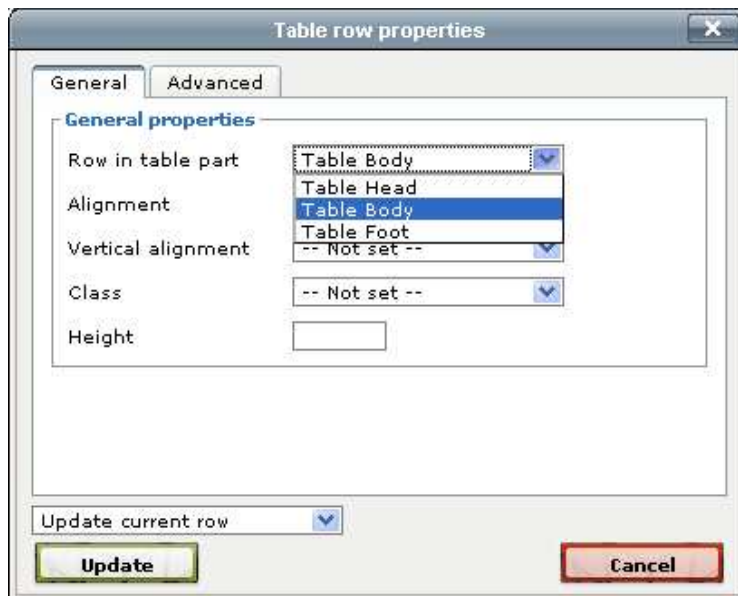 Table row properties
General Advanced
General properties
Row in table part Table Body
Table Head
Alignment
Table Body
Table Foot
Vertical alignment -- Not set --
Class -- Not set --
Height
Update current row
Update Cancel